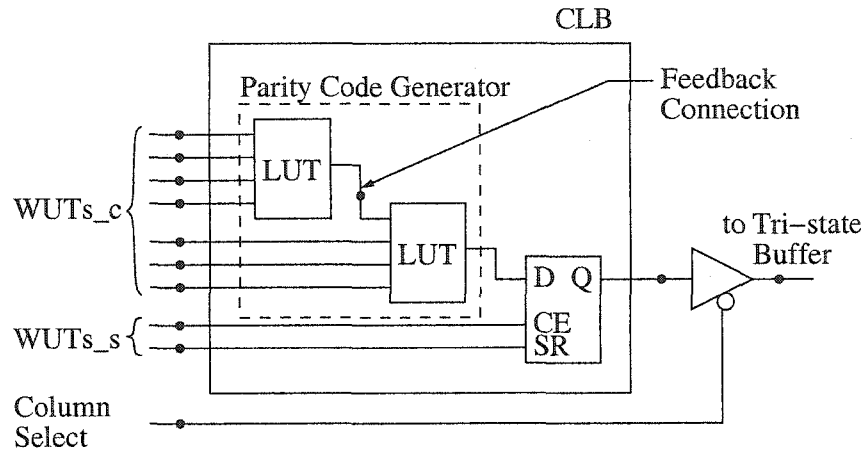 CLB
Parity Code Generator
Feedback
Connection
LUT
WUTs_c
LUT
to Tri-state
Buffer
D Q
CE
SR
WUTs_s
Column
Select